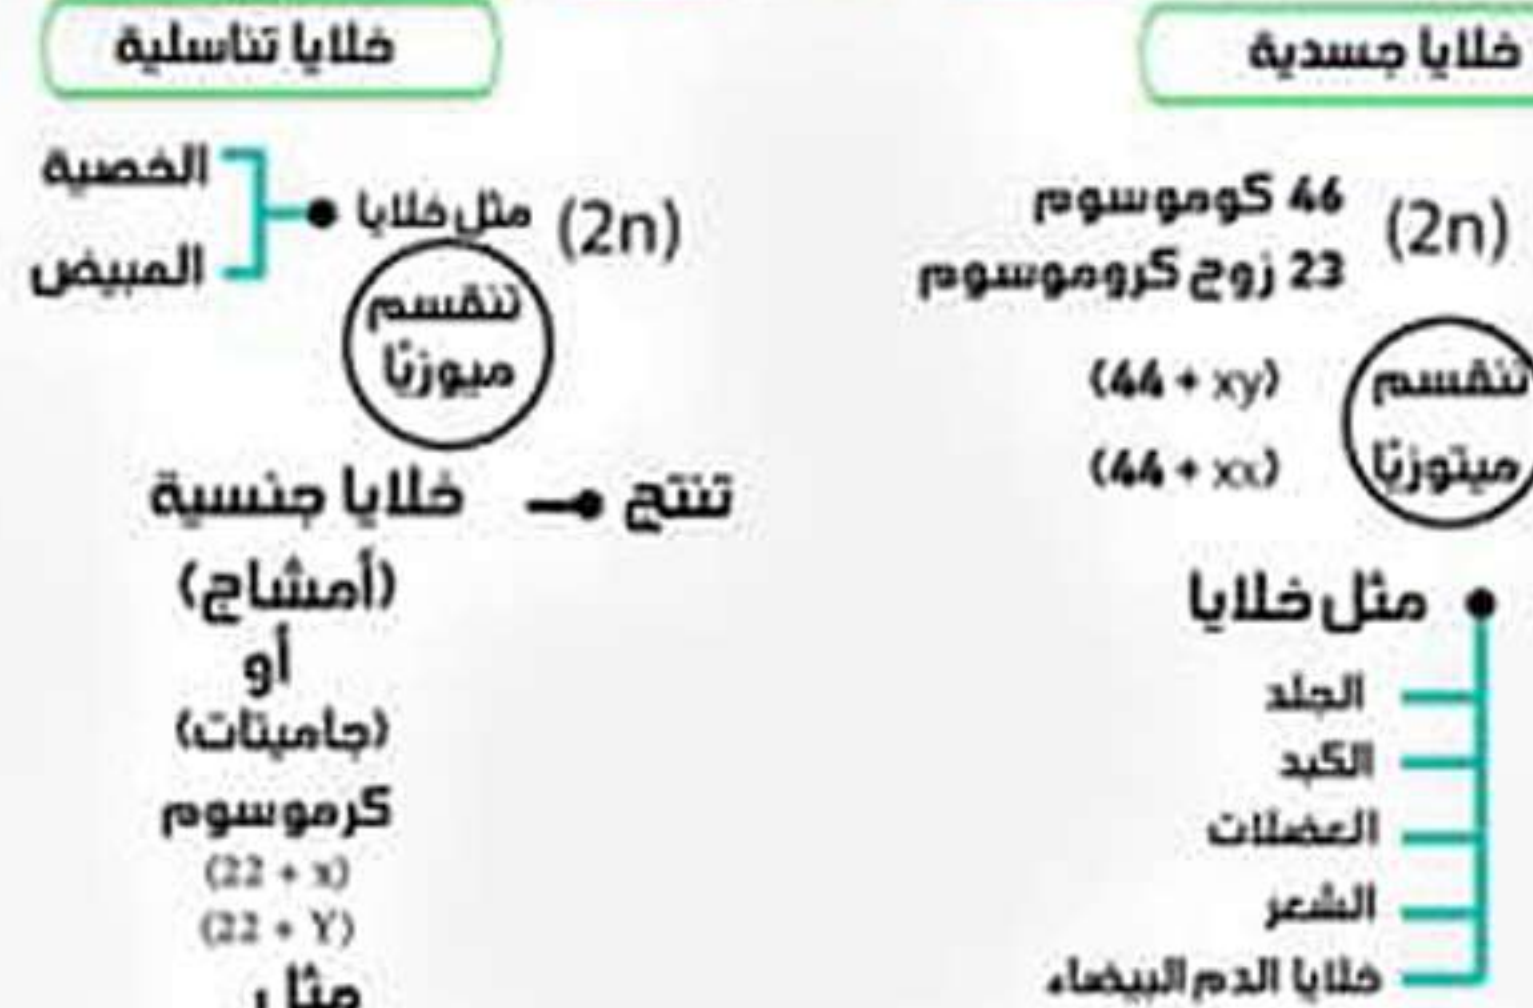 خلايا جسدية
(2n)
46 كوموسوم
23 زوج كروموسوم
تنقسم
ميتوزيًا
(44 + xy)
(44 + xx)
مثل خلايا
الجلد
الكبد
العضلات
الشعر
خلايا الدم البيضاء
خلايا تناسلية
(2n) مثل خلايا
الخصية
المبيض
تنقسم
ميوزيًا
تنتج
خلايا جنسية
(أمشاج)
أو
(جاميتات)
كرموسوم
(22 + x)
(22 + Y)
مثل